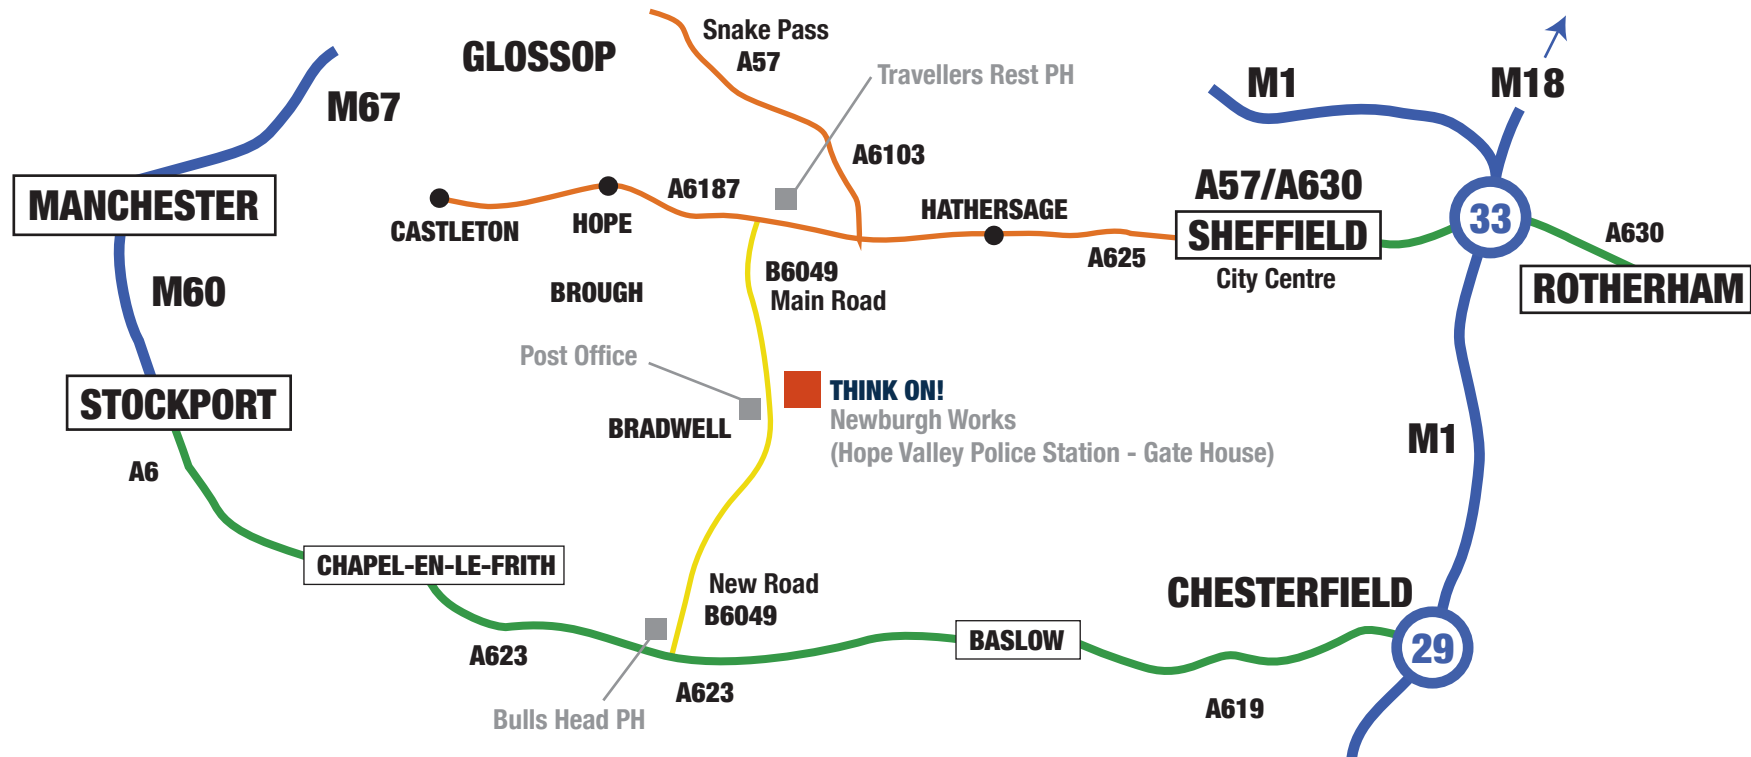 Snake Pass
A57
GLOSSOP
Travellers Rest PH
M1
M18
M67
A6103
MANCHESTER
A6187
A57/A630
33
CASTLETON
HOPE
HATHERSAGE
SHEFFIELD
City Centre
A630
A625
ROTHERHAM
M60
BROUGH
B6049
Main Road
Post Office
STOCKPORT
BRADWELL
THINK ON!
Newburgh Works
(Hope Valley Police Station - Gate House)
M1
A6
CHAPEL-EN-LE-FRITH
New Road
B6049
CHESTERFIELD
BASLOW
29
A623
A623
A619
Bulls Head PH